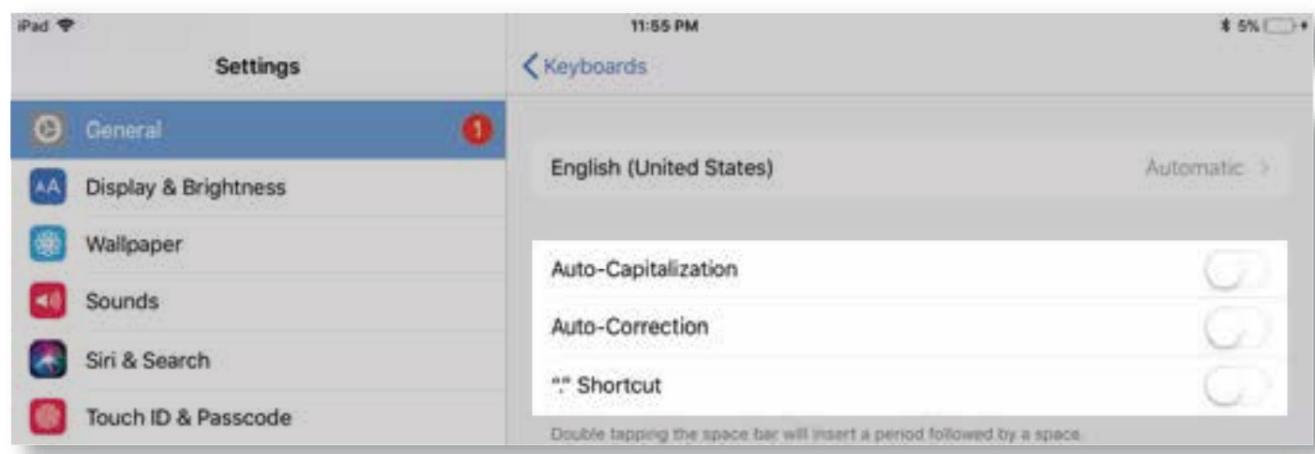 iPad 11:55 PM 5%
Settings
General 1
Display & Brightness
Wallpaper
Sounds
Siri & Search
Touch ID & Passcode
Keyboards
English (United States) Automatic
Auto-Capitalization
Auto-Correction
“.” Shortcut
Double tapping the space bar will insert a period followed by a space.